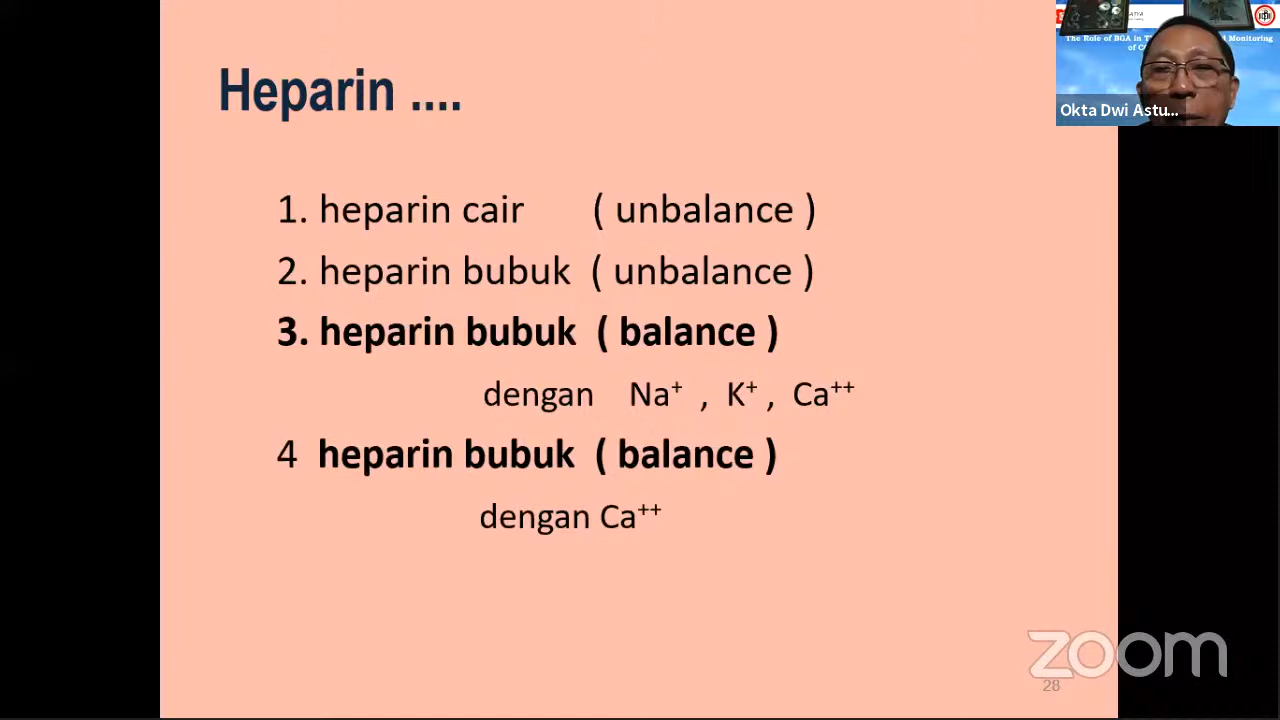 Heparin ....
1. heparin cair ( unbalance )
2. heparin bubuk ( unbalance )
3. heparin bubuk ( balance )
dengan Na⁺ , K⁺ , Ca⁺⁺
4 heparin bubuk ( balance )
dengan Ca⁺⁺
28
zoom
The Role of BGA in
Monitoring
of
Okta Dwi Astu...